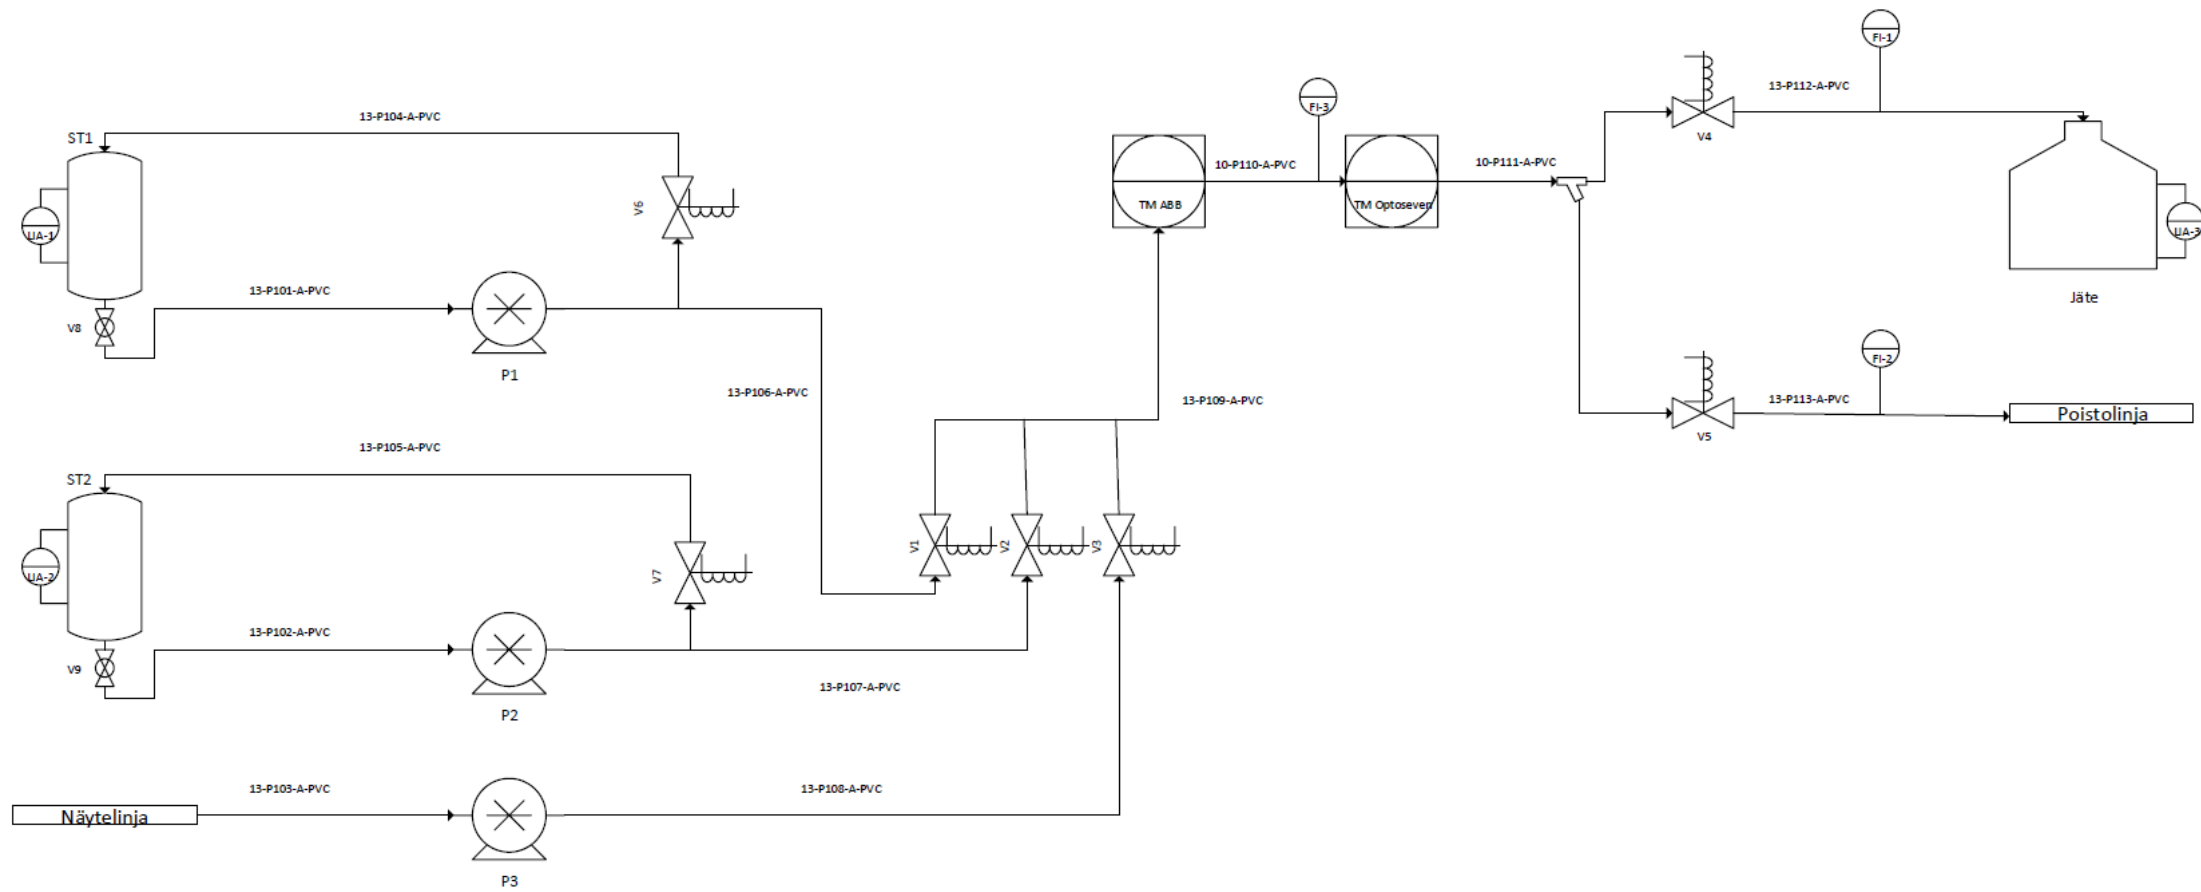 FI-1
13-P112-A-PVC
FI-3
13-P104-A-PVC
ST1
V4
10-P110-A-PVC
10-P111-A-PVC
TM ABB
TM Optoseven
V6
LIA-1
LIA-3
13-P101-A-PVC
Jäte
V8
P1
FI-2
13-P106-A-PVC
13-P109-A-PVC
13-P113-A-PVC
Poistolinja
V5
13-P105-A-PVC
ST2
V1
V2
V3
V7
LIA-2
13-P102-A-PVC
V9
13-P107-A-PVC
P2
13-P103-A-PVC
13-P108-A-PVC
Näytelinja
P3